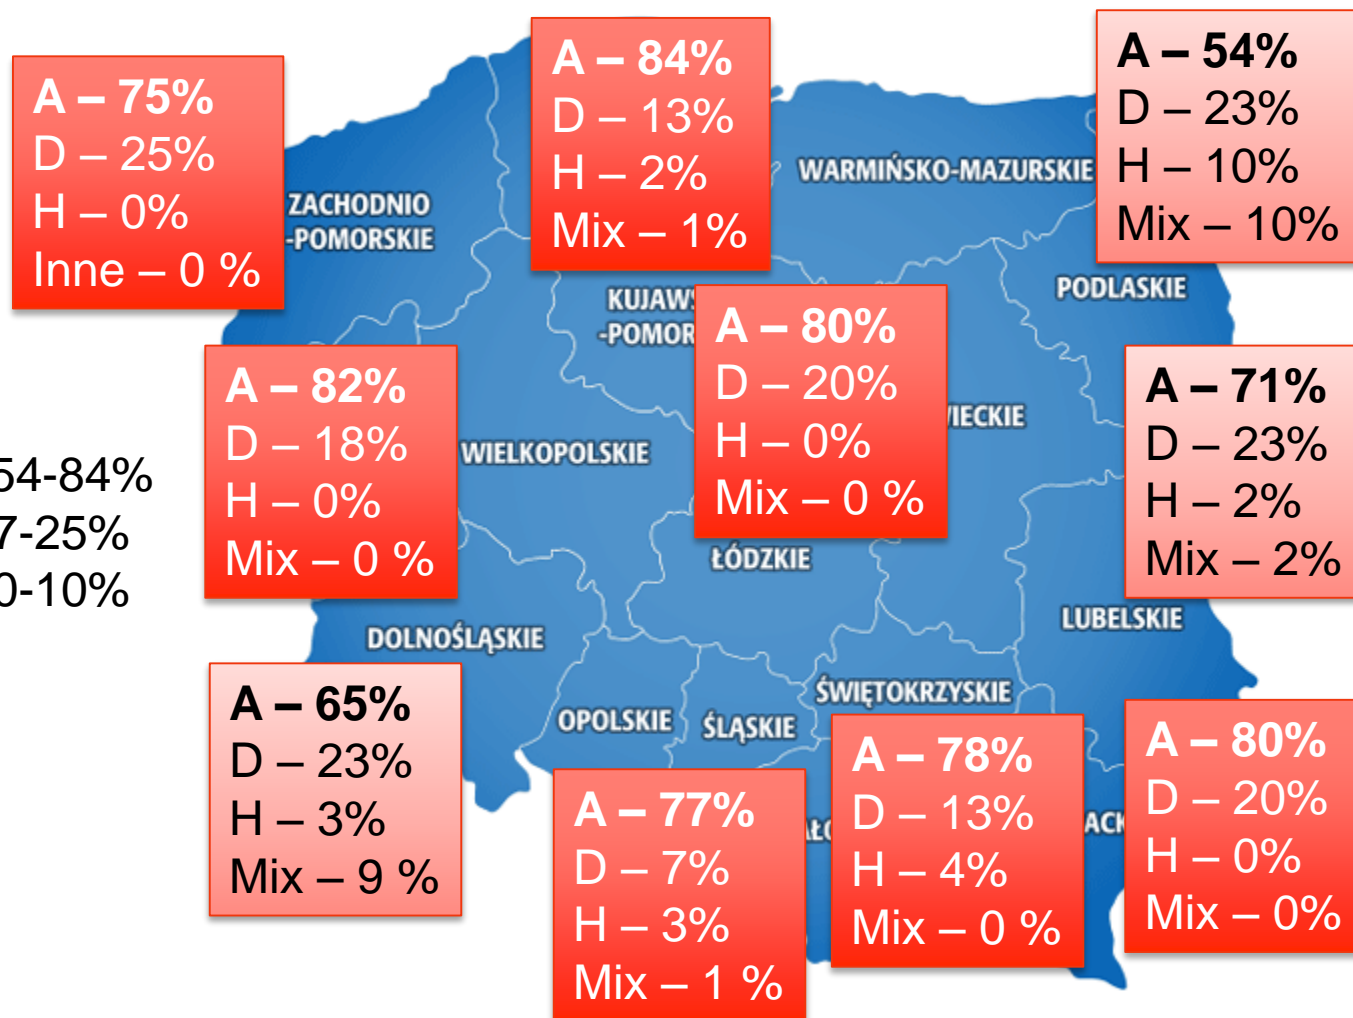 A – 75%
D – 25%
H – 0%
Inne – 0 %
A – 84%
D – 13%
H – 2%
Mix – 1%
A – 54%
D – 23%
H – 10%
Mix – 10%
ZACHODNIO
-POMORSKIE
WARMIŃSKO-MAZURSKIE
KUJAWS
-POMOR
PODLASKIE
A – 80%
D – 20%
H – 0%
Mix – 0 %
A – 82%
D – 18%
H – 0%
Mix – 0 %
A – 71%
D – 23%
H – 2%
Mix – 2%
54-84%
7-25%
0-10%
WIELKOPOLSKIE
WIECKIE
ŁÓDZKIE
DOLNOŚLĄSKIE
LUBELSKIE
A – 65%
D – 23%
H – 3%
Mix – 9 %
OPOLSKIE
ŚLĄSKIE
ŚWIĘTOKRZYSKIE
A – 77%
D – 7%
H – 3%
Mix – 1 %
A – 78%
D – 13%
H – 4%
Mix – 0 %
A – 80%
D – 20%
H – 0%
Mix – 0%